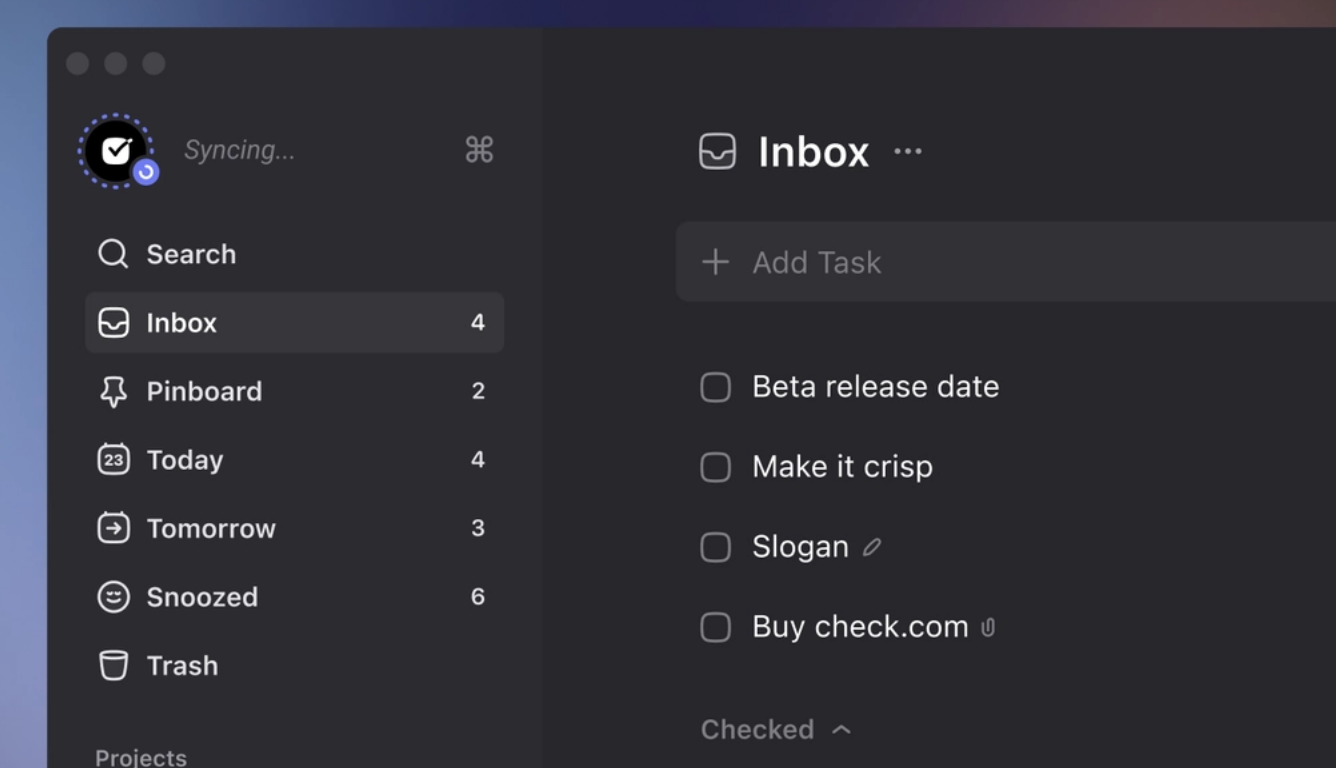 Syncing...
⌘
Search
Inbox 4
Pinboard 2
23 Today 4
Tomorrow 3
Snoozed 6
Trash
Projects
Inbox ...
+ Add Task
Beta release date
Make it crisp
Slogan
Buy check.com
Checked